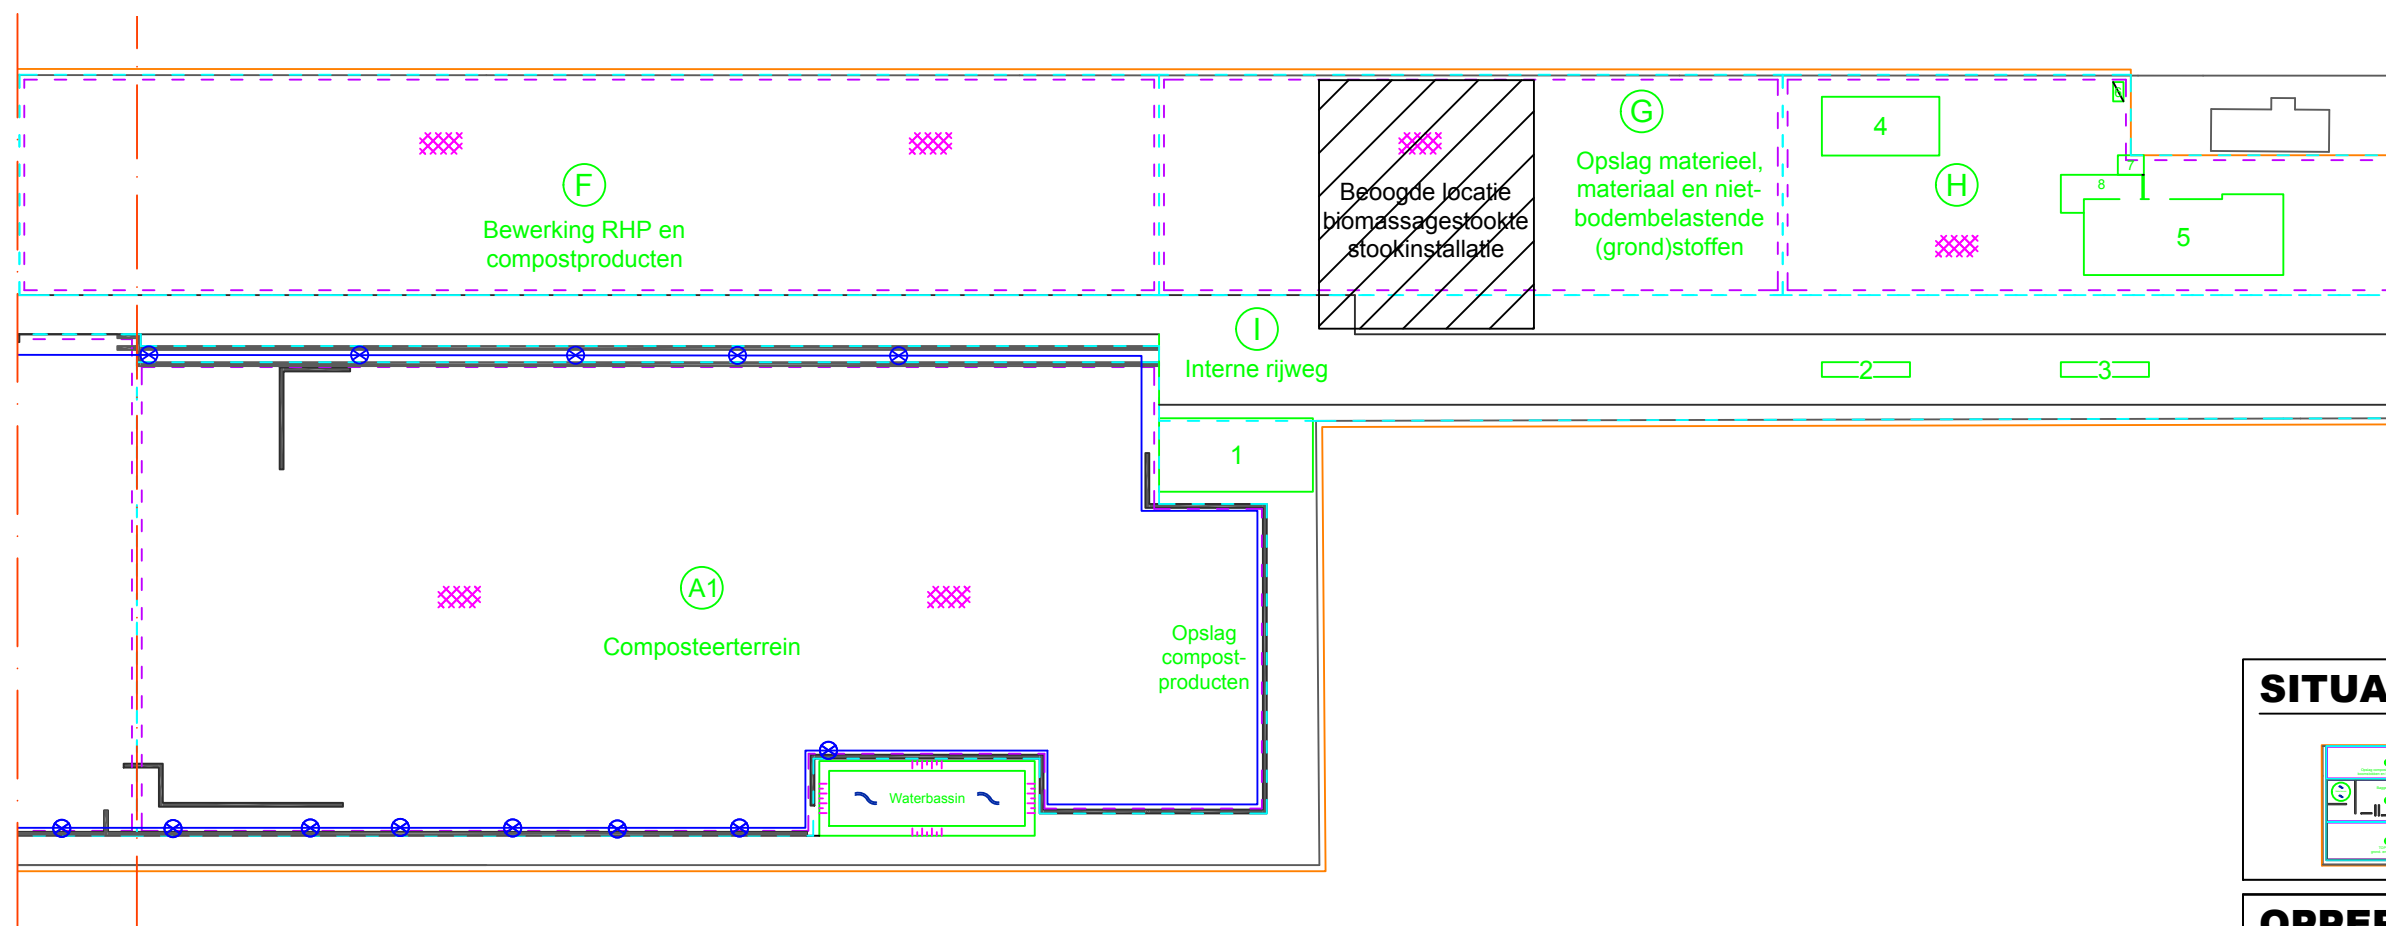 G
4
Opslag materieel,
materiaal en niet-
bodembelastende
(grond)stoffen
F
Bewerking RHP en
compostproducten
Beoogde locatie
biomassagestookte
stookinstallatie
7
8
H
5
I
Interne rijweg
2
3
1
A1
Composteerterrein
Opslag
compost-
producten
Waterbassin
SITUA